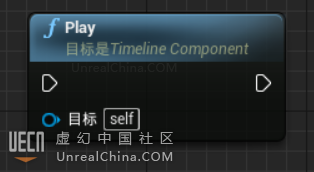 f Play
目标是Timeline Component
UnrealChina.COM
目标 self
UECN 虚幻中国社区
UnrealChina.COM